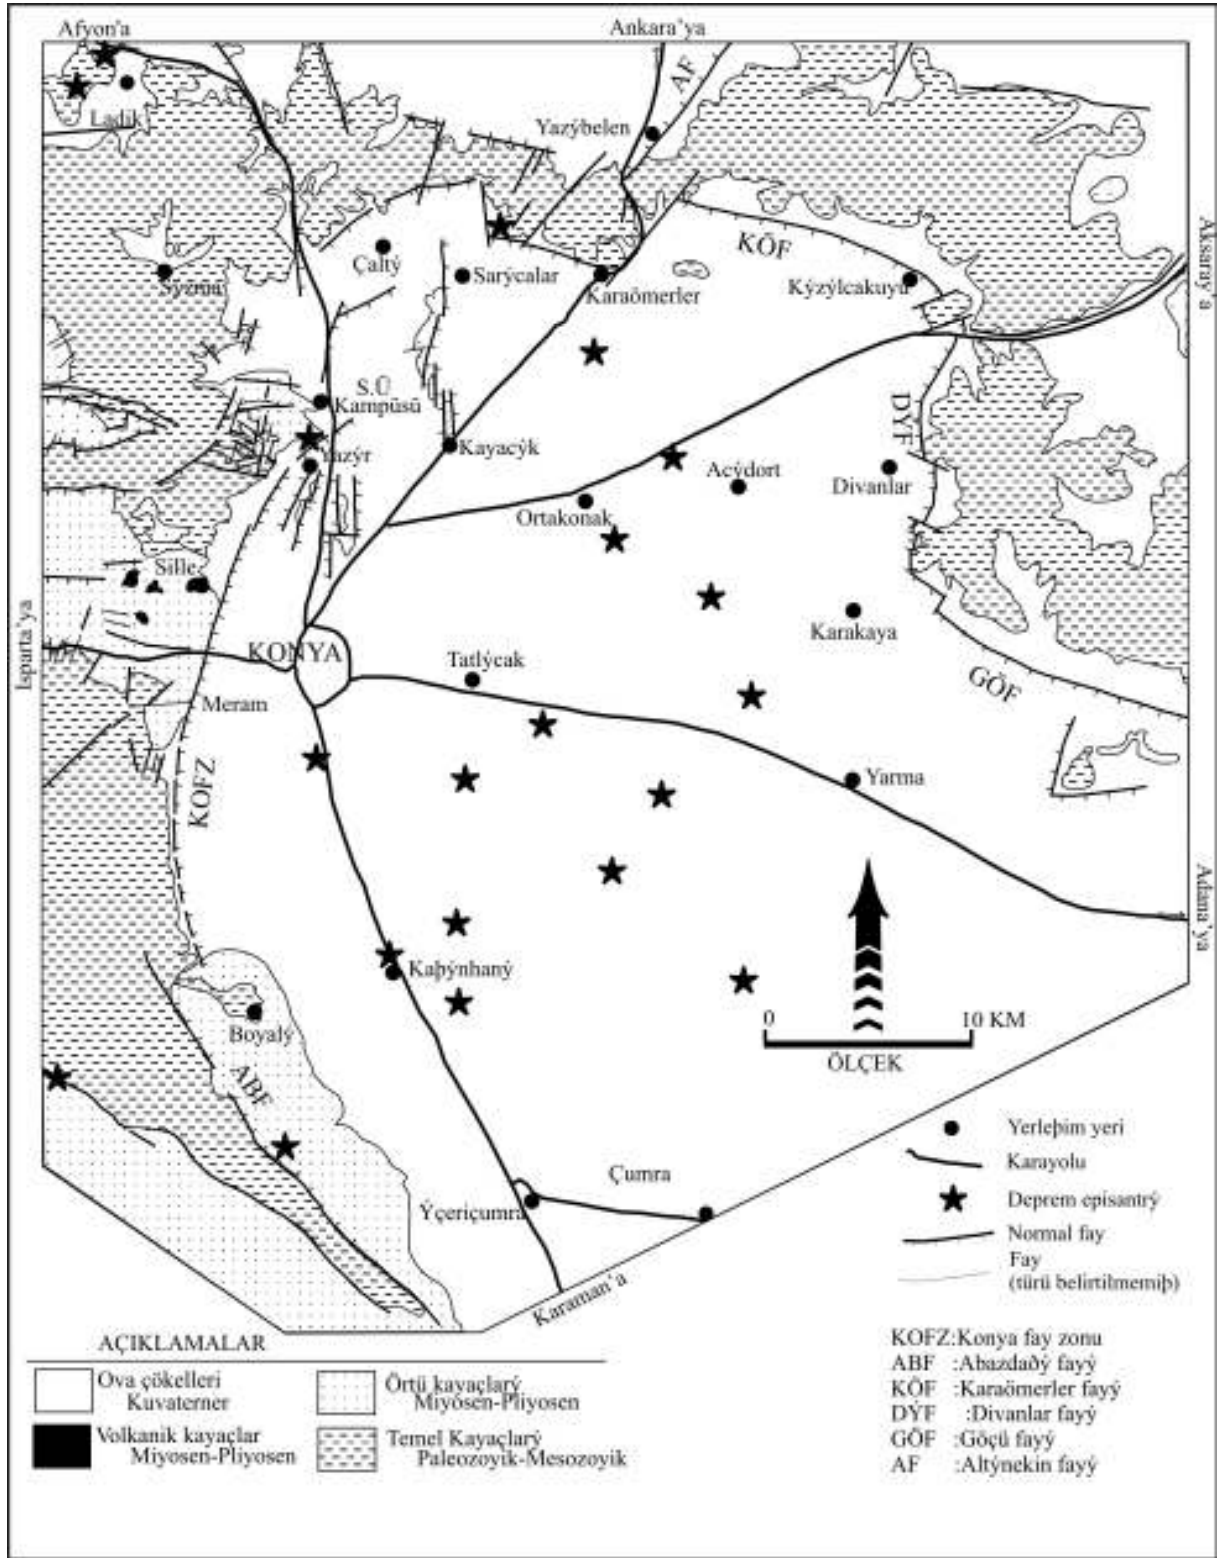 Afyon'a
Ankara'ya
AF
Ladik
Yazýbelen
Aksaray'a
KÖF
Çaltý
Sarýcalar
Karaömerler
Kýzýlcakuyu
S.Ü
Kampüsü
DÝF
Yazýr
Kayacýk
Acýdort
Divanlar
Ortakonak
Sille
Karakaya
Isparta'ya
KONYA
Tatlýcak
GÖF
Meram
KOFZ
Yarma
Adana'ya
Kaþýnhaný
0 10 KM
ÖLÇEK
Boyalý
ABF
Yerleþim yeri
Karayolu
Çumra
Deprem episantrý
Ýçeriçumra
Normal fay
Fay
(türü belirtilmemiþ)
Karaman'a
AÇIKLAMALAR
Ova çökelleri
Kuvaterner
Örtü kayaçlarý
Miyosen-Pliyosen
Volkanik kayaçlar
Miyosen-Pliyosen
Temel Kayaçlarý
Paleozoyik-Mesozoyik
KOFZ:Konya fay zonu
ABF :Abazdaðý fayý
KÖF :Karaömerler fayý
DÝF :Divanlar fayý
GÖF :Göçü fayý
AF :Altýnekin fayý